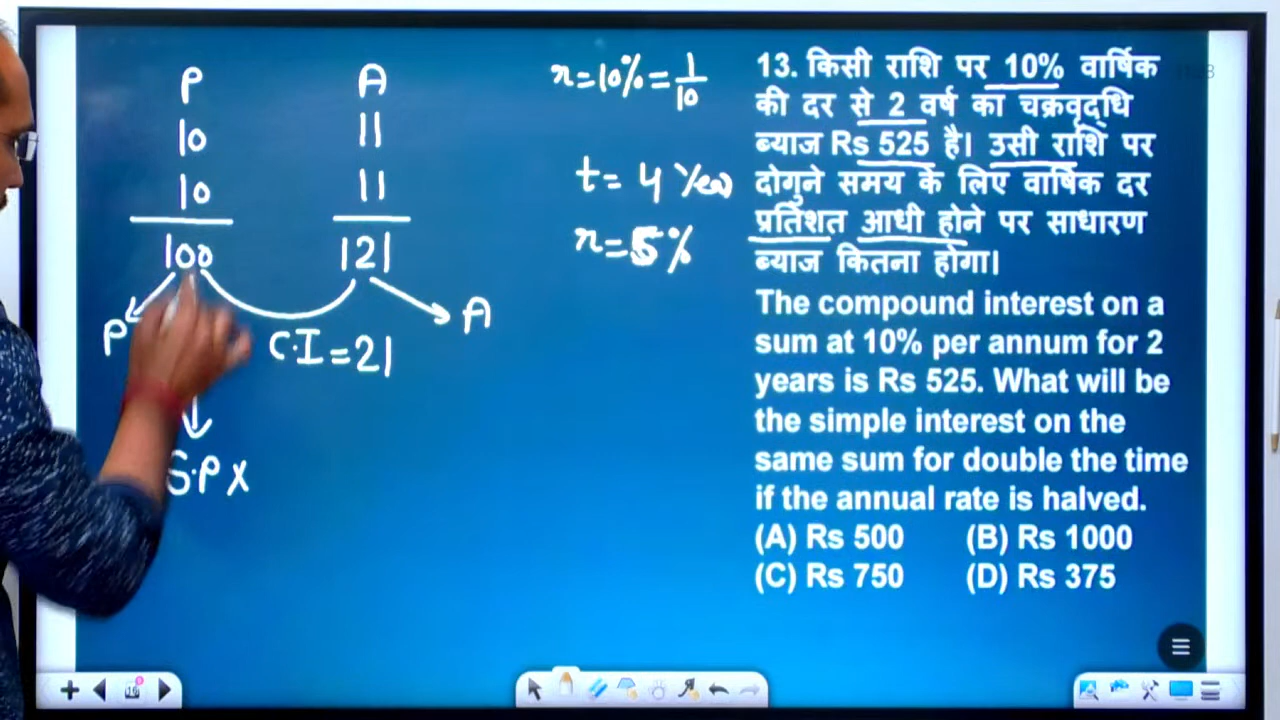 P A
10 11
10 11
100 121
P C.I = 21 A
S.P X
r = 10% = 1/10
t = 4 Year
r = 5%
13. किसी राशि पर 10% वार्षिक
की दर से 2 वर्ष का चक्रवृद्धि
ब्याज Rs 525 है। उसी राशि पर
दोगुने समय के लिए वार्षिक दर
प्रतिशत आधी होने पर साधारण
ब्याज कितना होगा।
The compound interest on a
sum at 10% per annum for 2
years is Rs 525. What will be
the simple interest on the
same sum for double the time
if the annual rate is halved.
(A) Rs 500 (B) Rs 1000
(C) Rs 750 (D) Rs 375